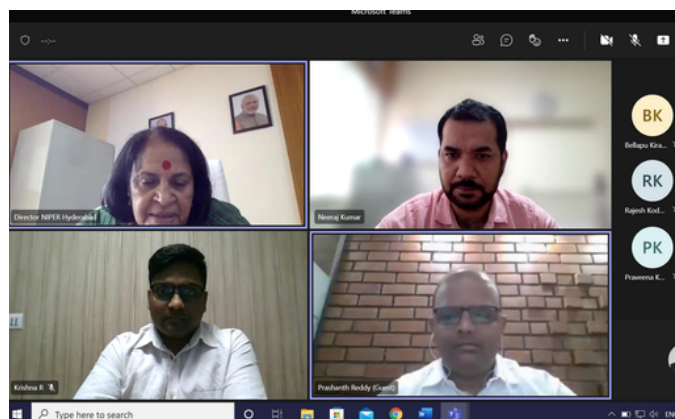 Microsoft Teams
--:--
Director NIPER Hyderabad
Neeraj Kumar
BK
Bellapu Kira...
RK
Rajesh Kod...
PK
Praveena K...
Krishna R
Prashanth Reddy (Guest)
Type here to search